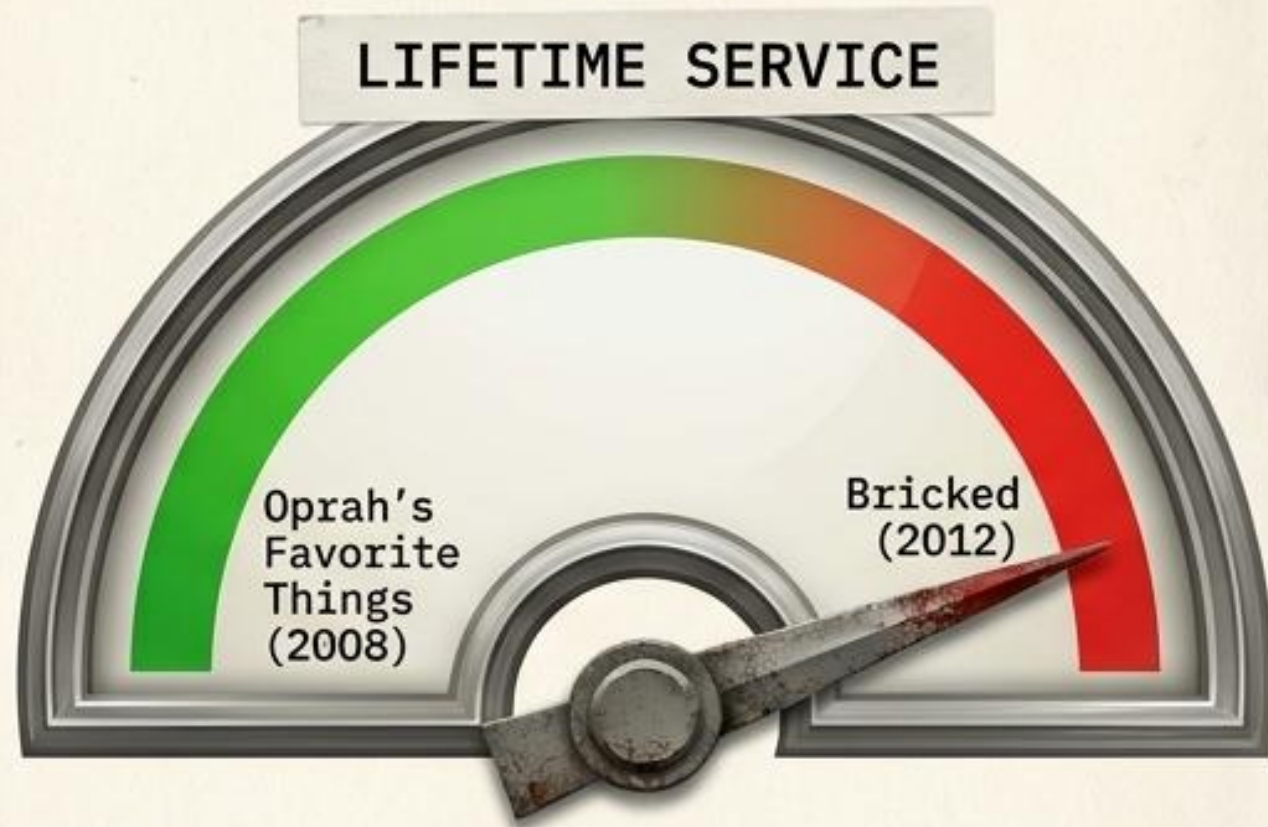 LIFETIME SERVICE
Oprah's
Favorite
Things
(2008)
Bricked
(2012)